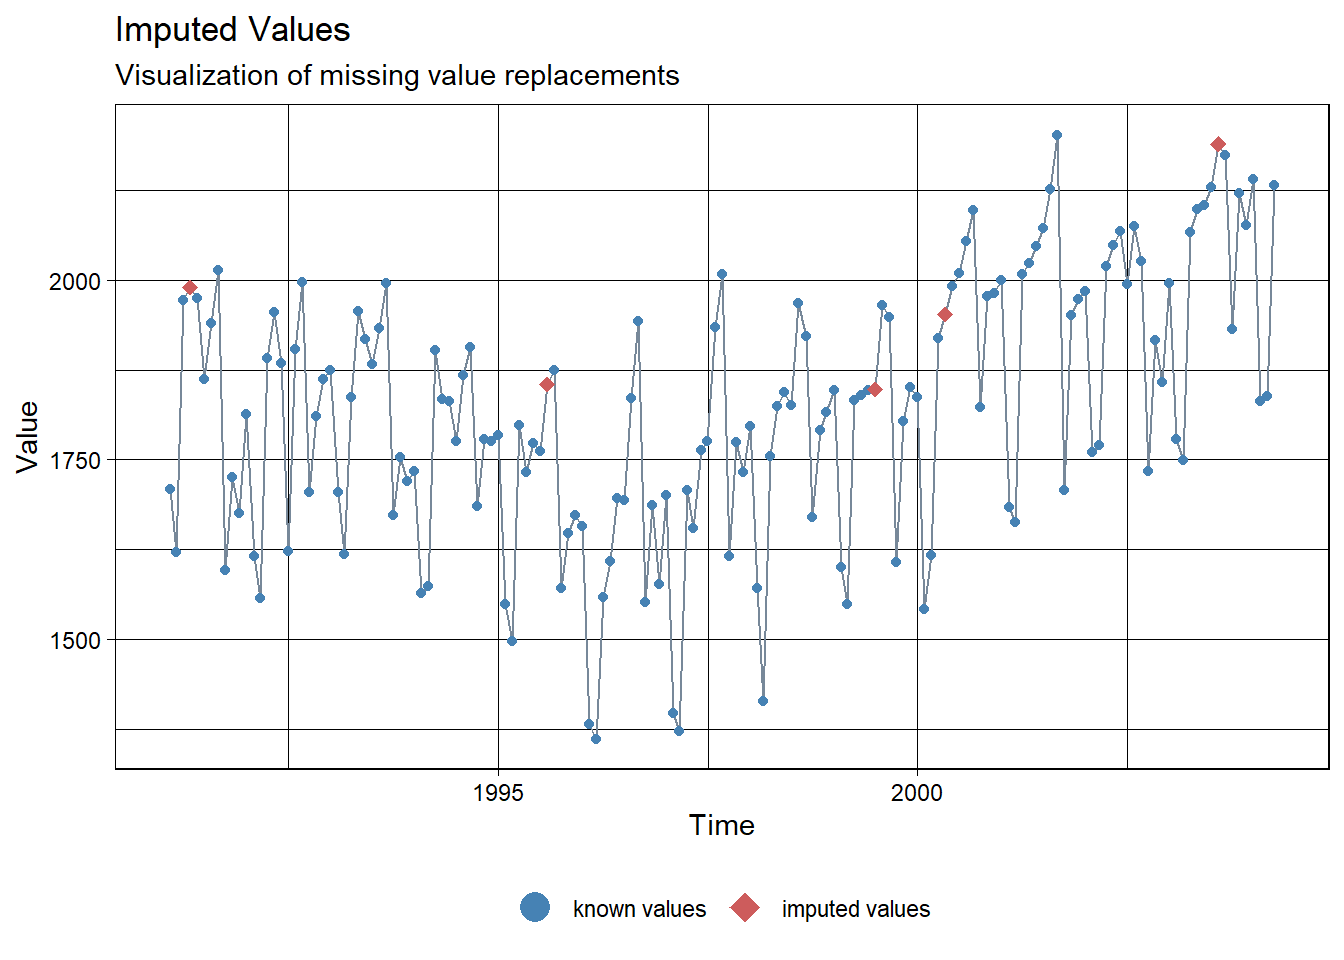 Imputed Values
Visualization of missing value replacements
Value
2000
1750
1500
1995 2000
Time
known values imputed values